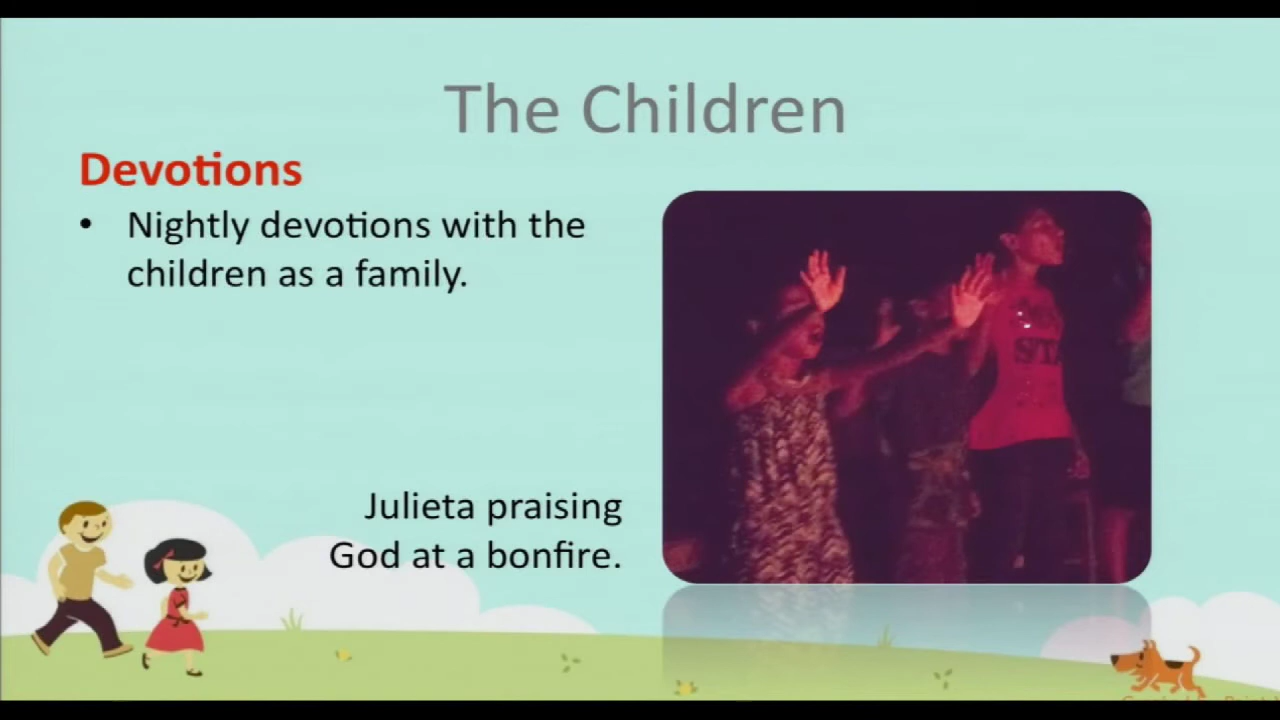 The Children
Devotions
• Nightly devotions with the
children as a family.
Julieta praising
God at a bonfire.